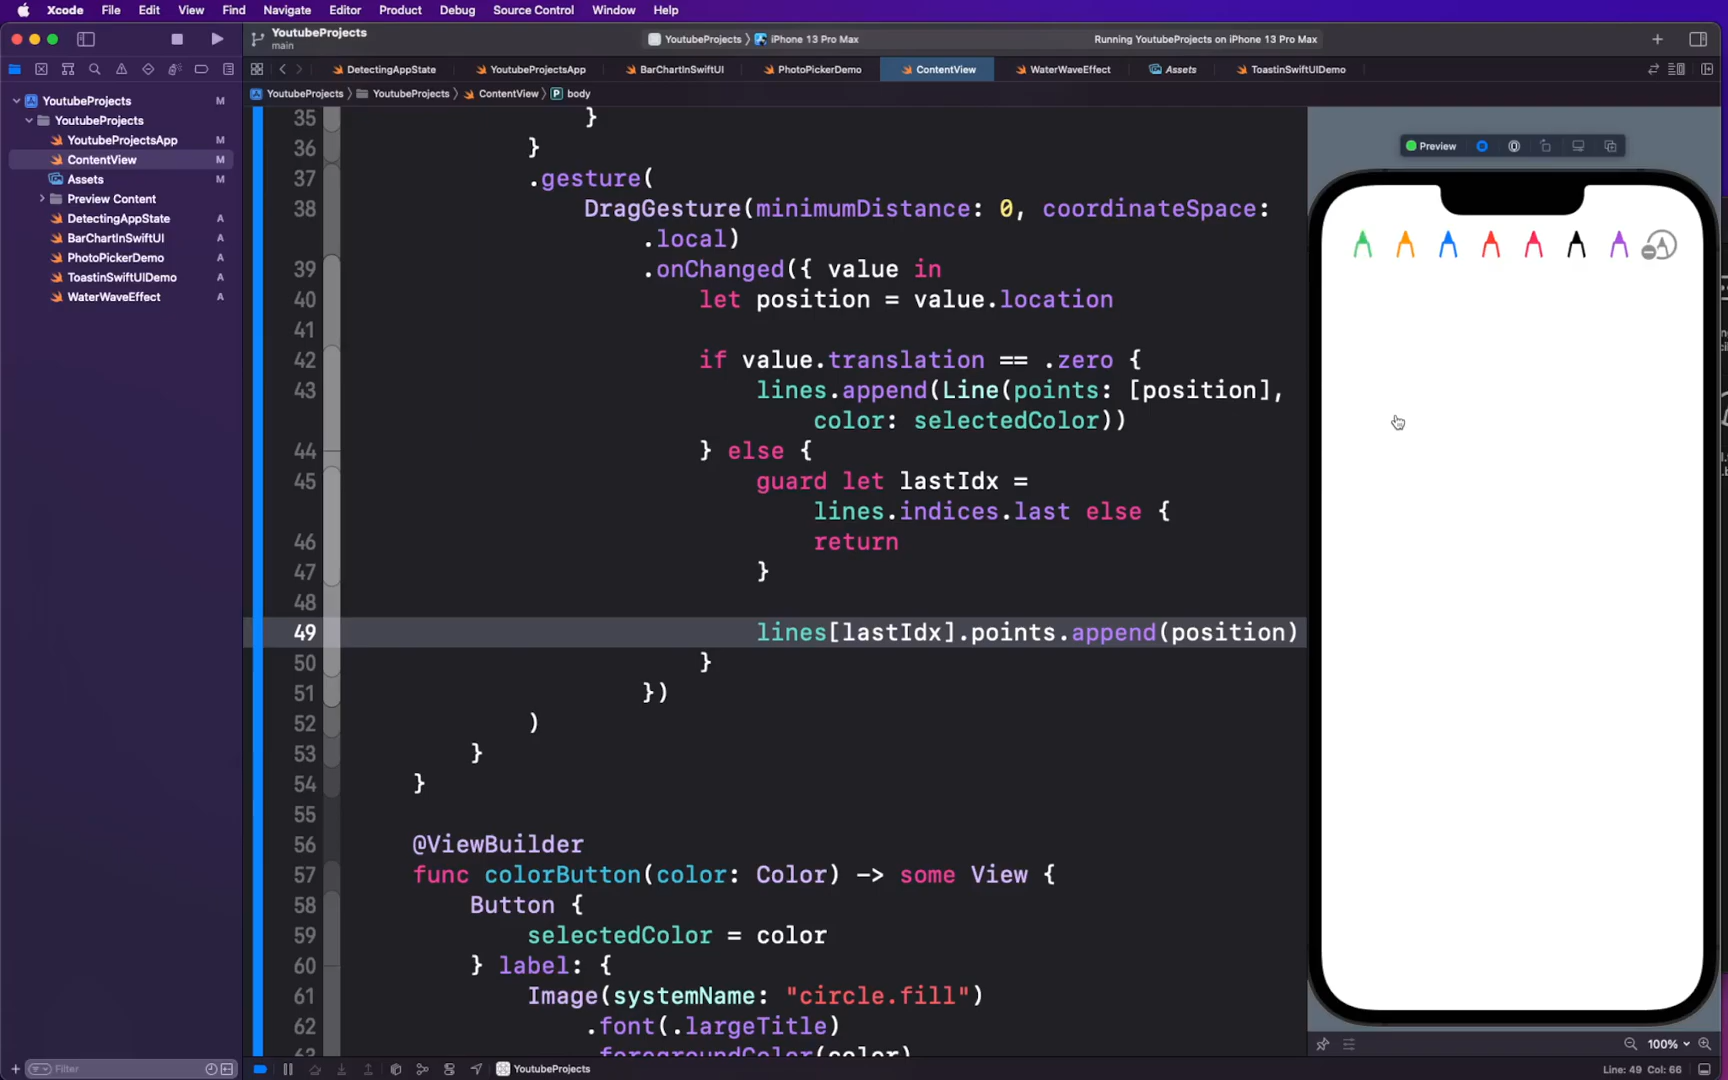 Xcode File Edit View Find Navigate Editor Product Debug Source Control Window Help
YoutubeProjects
main
YoutubeProjects 〉 iPhone 13 Pro Max
Running YoutubeProjects on iPhone 13 Pro Max
DetectingAppState YoutubeProjectsApp BarChartInSwiftUI PhotoPickerDemo ContentView WaterWaveEffect Assets ToastinSwiftUIDemo
YoutubeProjects 〉 YoutubeProjects 〉 ContentView 〉 P body
YoutubeProjects M
YoutubeProjects
YoutubeProjectsApp M
ContentView M
Assets M
Preview Content
DetectingAppState A
BarChartInSwiftUI A
PhotoPickerDemo A
ToastinSwiftUIDemo A
WaterWaveEffect A
35 }
36 }
37 .gesture(
38 DragGesture(minimumDistance: 0, coordinateSpace:
.local)
39 .onChanged({ value in
40 let position = value.location
41
42 if value.translation == .zero {
43 lines.append(Line(points: [position],
color: selectedColor))
44 } else {
45 guard let lastIdx =
lines.indices.last else {
46 return
47 }
48
49 lines[lastIdx].points.append(position)
50 }
51 })
52 )
53 }
54 }
55
56 @ViewBuilder
57 func colorButton(color: Color) -> some View {
58 Button {
59 selectedColor = color
60 } label: {
61 Image(systemName: "circle.fill")
62 .font(.largeTitle)
63 .foregroundColor(color)
Preview
100%
Filter
YoutubeProjects
Line: 49 Col: 66